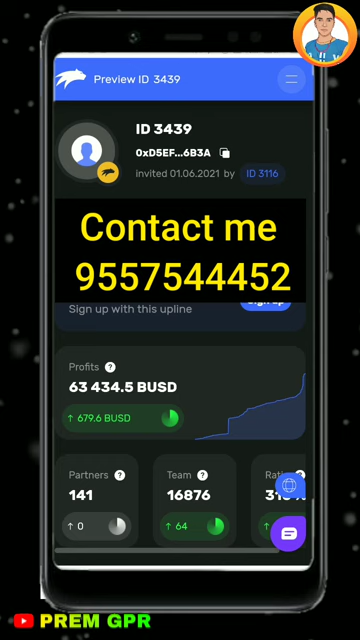 Preview ID 3439
ID 3439
0xD5EF...6B3A
invited 01.06.2021 by ID 3116
Contact me
9557544452
Sign up
Sign up with this upline
Profits ?
63 434.5 BUSD
↑ 679.6 BUSD
Partners ?
141
↑ 0
Team ?
16876
↑ 64
↑
PREM GPR